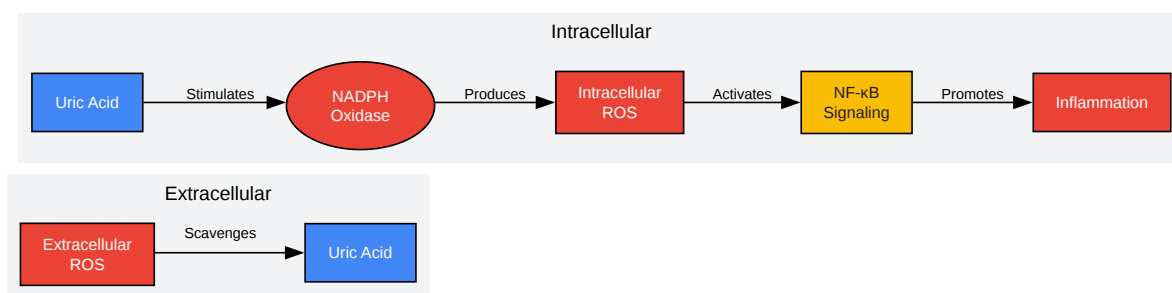 Intracellular
Uric Acid
Stimulates
NADPH
Oxidase
Produces
Intracellular
ROS
Activates
NF-κB
Signaling
Promotes
Inflammation
Extracellular
Extracellular
ROS
Scavenges
Uric Acid